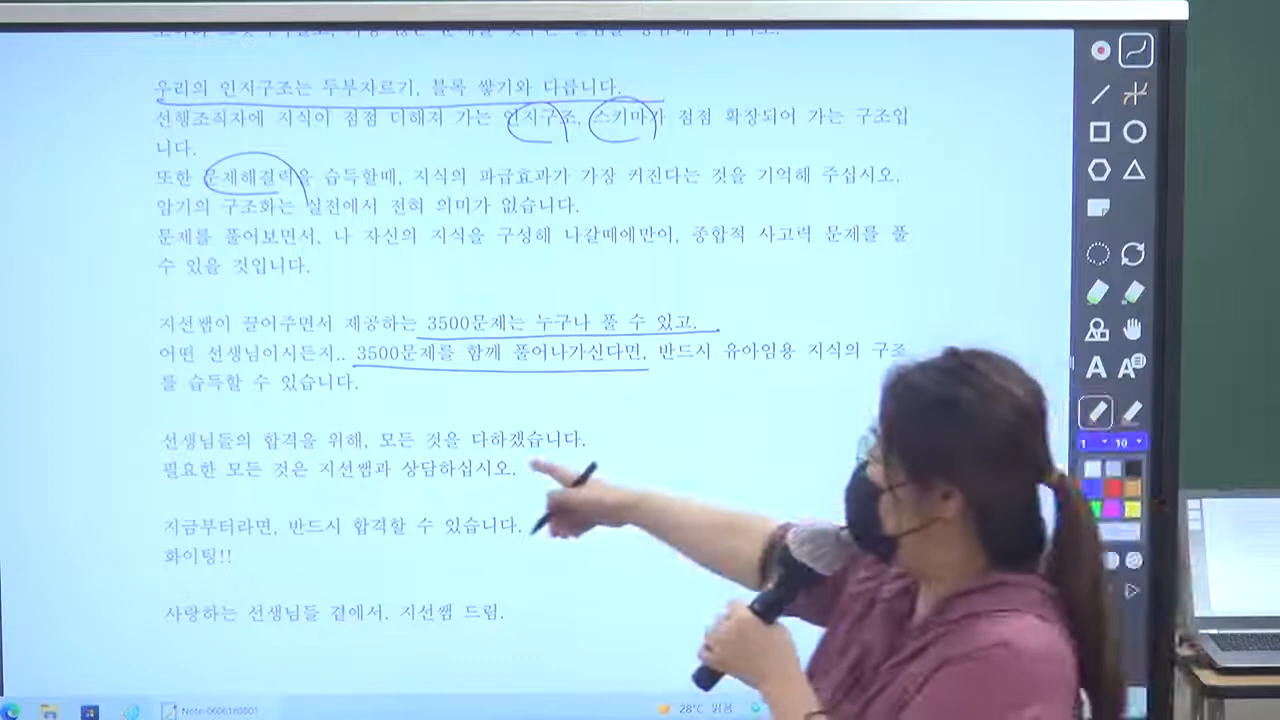 우리의 인지구조는 두부자르기, 블록 쌓기와 다릅니다.
선행조직자에 지식이 점점 더해져 가는 인지구조, 스키마가 점점 확장되어 가는 구조입
니다.
또한 문제해결력을 습득할때, 지식의 파급효과가 가장 커진다는 것을 기억해 주십시오.
암기의 구조화는 실전에서 전혀 의미가 없습니다.
문제를 풀어보면서, 나 자신의 지식을 구성해 나갈때에만이, 종합적 사고력 문제를 풀
수 있을 것입니다.
지선쌤이 끌어주면서 제공하는 3500문제는 누구나 풀 수 있고,
어떤 선생님이시든지.. 3500문제를 함께 풀어나가신다면, 반드시 유아임용 지식의 구조
를 습득할 수 있습니다.
선생님들의 합격을 위해, 모든 것을 다하겠습니다.
필요한 모든 것은 지선쌤과 상담하십시오.
지금부터라면, 반드시 합격할 수 있습니다.
화이팅!!
사랑하는 선생님들 곁에서. 지선쌤 드림.
A A
1 10
28°C 맑음